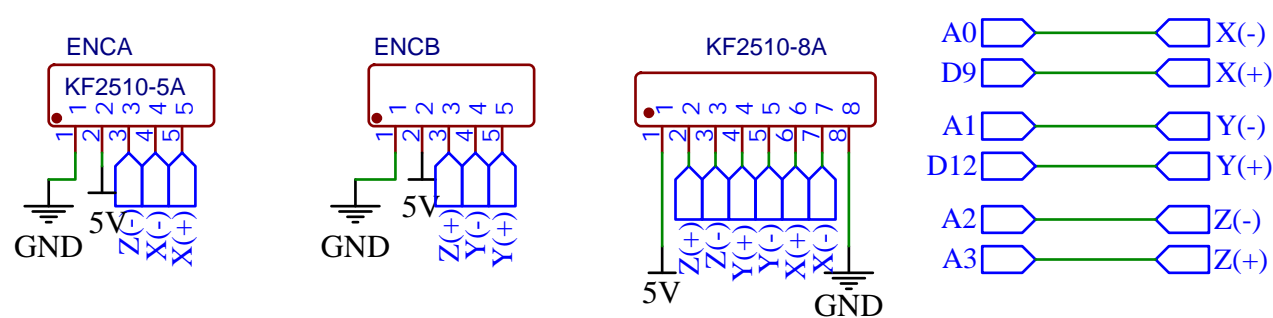 ENCA
KF2510-5A
1 2 3 4 5
1 2 3 4 5
GND
5V
Z(-)
X(-)
X(+)
ENCB
1 2 3 4 5
1 2 3 4 5
GND
5V
Z(+)
Y(-)
Y(+)
KF2510-8A
1 2 3 4 5 6 7 8
1 2 3 4 5 6 7 8
5V
Z(+)
Z(-)
Y(+)
Y(-)
X(+)
X(-)
GND
A0 X(-)
D9 X(+)
A1 Y(-)
D12 Y(+)
A2 Z(-)
A3 Z(+)